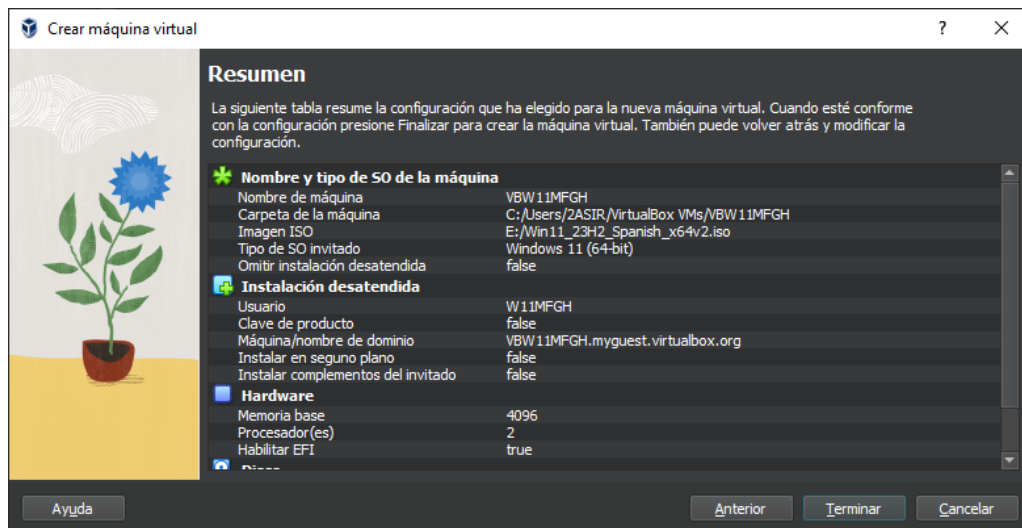 Crear máquina virtual
Resumen
La siguiente tabla resume la configuración que ha elegido para la nueva máquina virtual. Cuando esté conforme
con la configuración presione Finalizar para crear la máquina virtual. También puede volver atrás y modificar la
configuración.
Nombre y tipo de SO de la máquina
Nombre de máquina VBW11MFGH
Carpeta de la máquina C:/Users/2ASIR/VirtualBox VMs/VBW11MFGH
Imagen ISO E:/Win11_23H2_Spanish_x64v2.iso
Tipo de SO invitado Windows 11 (64-bit)
Omitir instalación desatendida false
Instalación desatendida
Usuario W11MFGH
Clave de producto false
Máquina/nombre de dominio VBW11MFGH.myguest.virtualbox.org
Instalar en seguno plano false
Instalar complementos del invitado false
Hardware
Memoria base 4096
Procesador(es) 2
Habilitar EFI true
Ayuda Anterior Terminar Cancelar